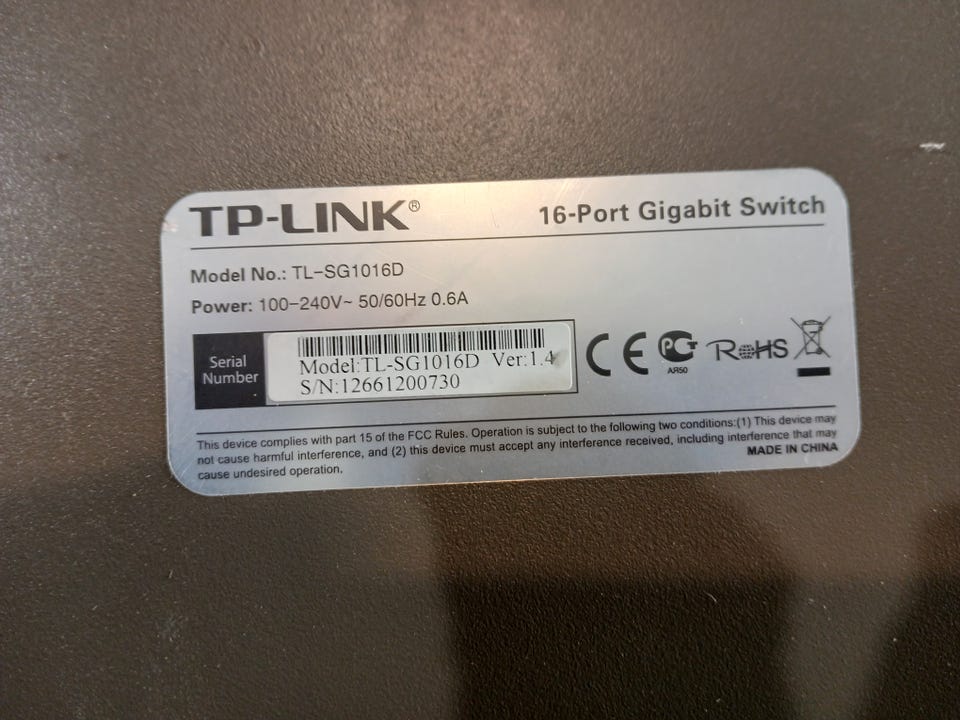 TP-LINK®
16-Port Gigabit Switch
Model No.: TL-SG1016D
Power: 100-240V~ 50/60Hz 0.6A
Serial
Number
Model:TL-SG1016D Ver:1.4
S/N:12661200730
CE
PCT
АЯ50
RoHS
This device complies with part 15 of the FCC Rules. Operation is subject to the following two conditions:(1) This device may
not cause harmful interference, and (2) this device must accept any interference received, including interference that may
cause undesired operation.
MADE IN CHINA